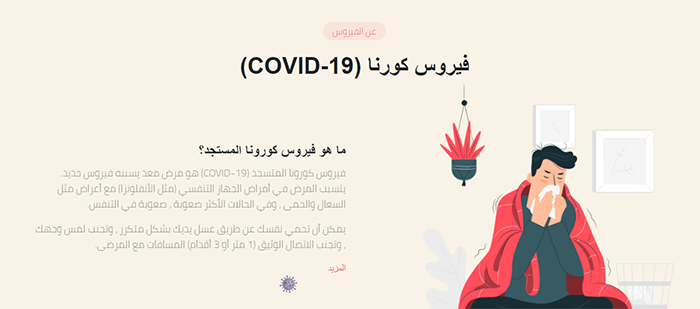 عن الفيروس
فيروس كورنا (COVID-19)
ما هو فيروس كورونا المستجد؟
فيروس كورونا المتسجد (COVID-19) هو مرض معد يسببه فيروس جديد.
يتسبب المرض في أمراض الجهاز التنفسي (مثل الأنفلونزا) مع أعراض مثل
السعال والحمى ، وفي الحالات الأكثر صعوبة ، صعوبة في التنفس.
يمكن أن تحمي نفسك عن طريق غسل يديك بشكل متكرر ، وتجنب لمس وجهك
، وتجنب الاتصال الوثيق (1 متر أو 3 أقدام) المسافات مع المرضى.
المزيد